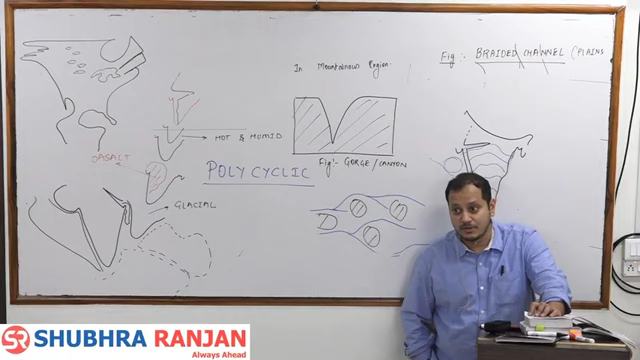 Fig :- BRAIDED CHANNEL (PLAINS
In Mountainous Region.
HOT & HUMID
BASALT
POLYCYCLIC
Fig:- GORGE/CANYON
GLACIAL
SR SHUBHRA RANJAN
Always Ahead